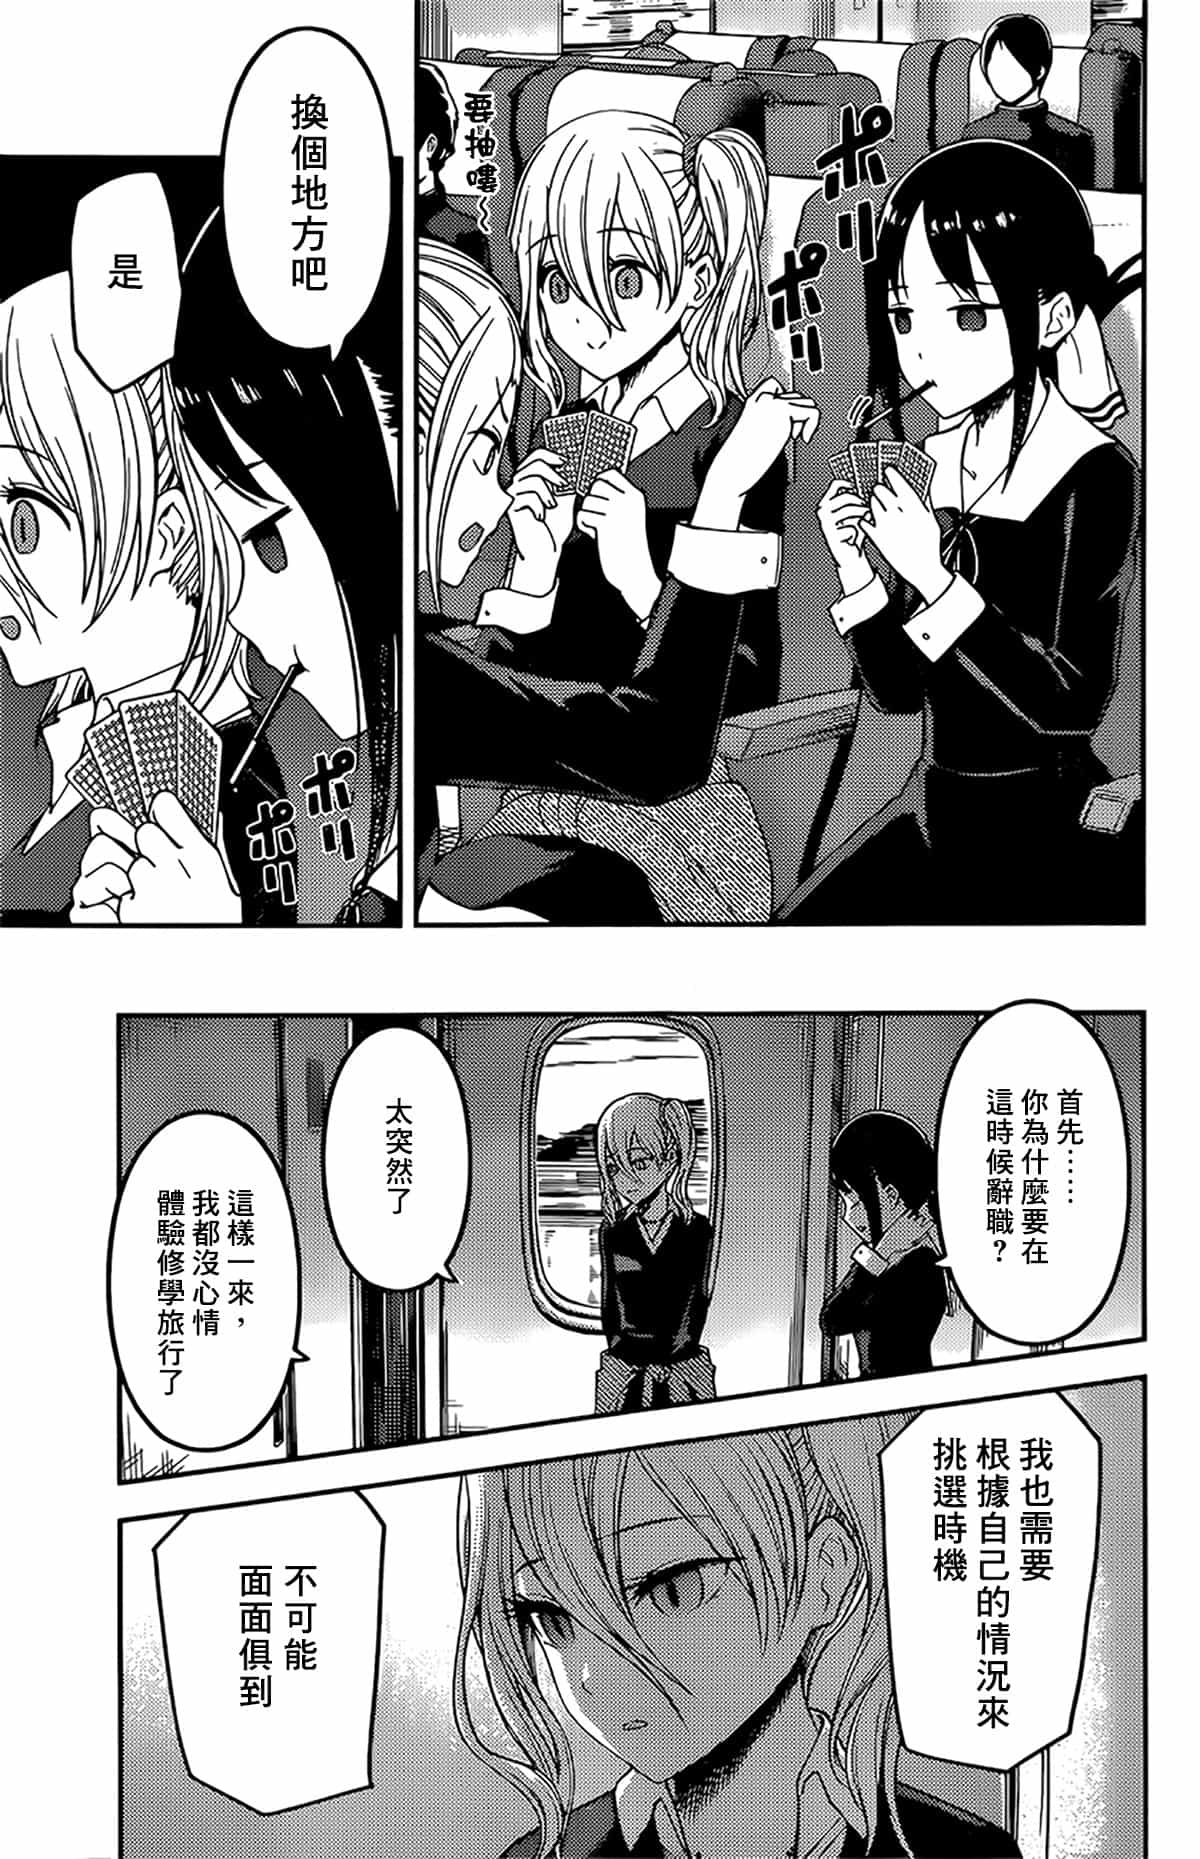 ポリ
ポリ
要抽嘍～
換個地方吧
是
ポリ
ポリ
首先……
你為什麼要在
這時候辭職？
太突然了
這樣一來，
我都沒心情
體驗修學旅行了
我也需要
根據自己的情況來
挑選時機
不可能
面面俱到